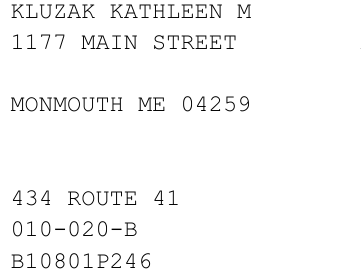 KLUZAK KATHLEEN M
1177 MAIN STREET
MONMOUTH ME 04259
434 ROUTE 41
010-020-B
B10801P246